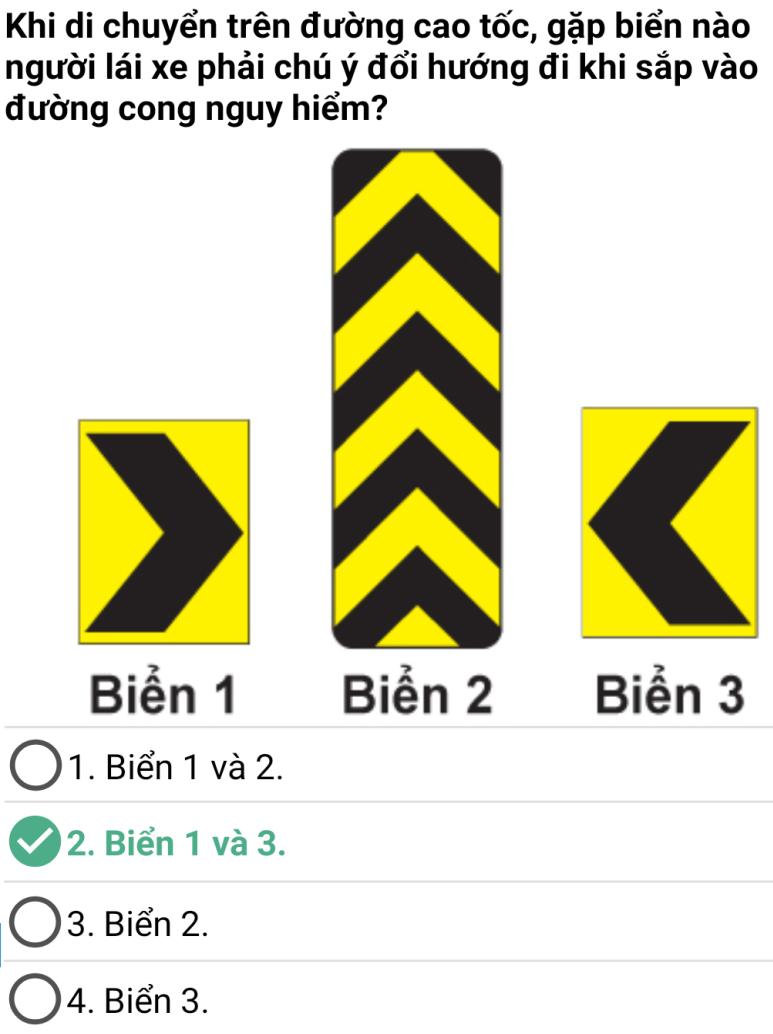 Khi di chuyển trên đường cao tốc, gặp biển nào
người lái xe phải chú ý đổi hướng đi khi sắp vào
đường cong nguy hiểm?
Biển 1 Biển 2 Biển 3
1. Biển 1 và 2.
2. Biển 1 và 3.
3. Biển 2.
4. Biển 3.